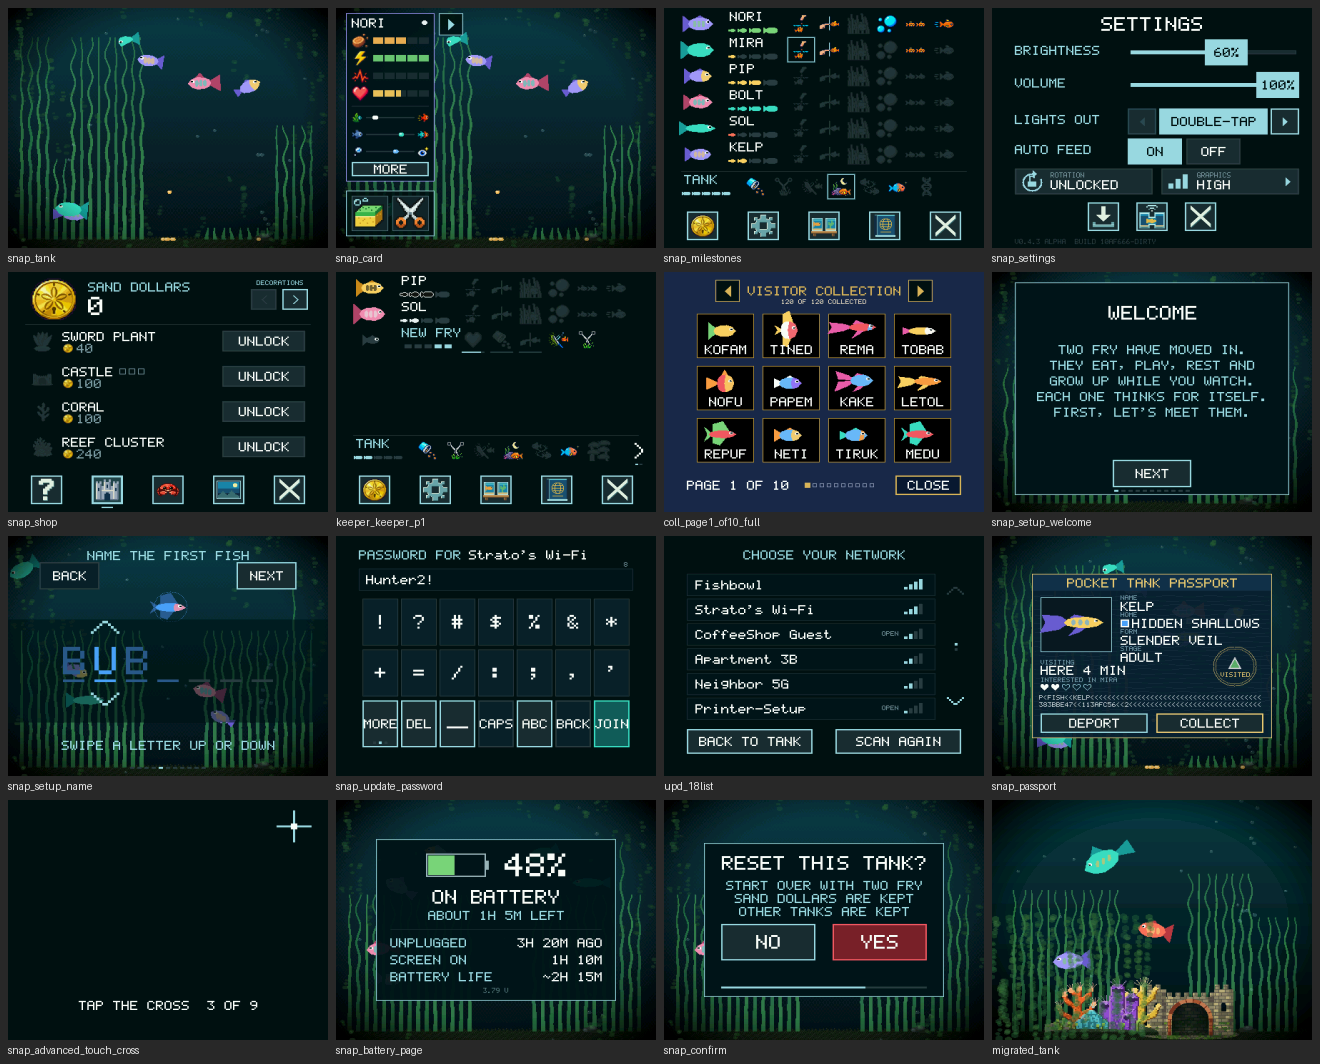 NORI
MORE
snap_tank
snap_card
NORI
MIRA
PIP
BOLT
SOL
KELP
TANK
snap_milestones
SETTINGS
BRIGHTNESS 60%
VOLUME 100%
LIGHTS OUT DOUBLE-TAP
AUTO FEED ON OFF
ROTATION
UNLOCKED
GRAPHICS
HIGH
V0.4.3 ALPHA BUILD 10AF666-DIRTY
snap_settings
SAND DOLLARS
0
DECORATIONS
SWORD PLANT
40
UNLOCK
CASTLE
100
UNLOCK
CORAL
100
UNLOCK
REEF CLUSTER
240
UNLOCK
?
snap_shop
PIP
SOL
NEW FRY
TANK
keeper_keeper_p1
VISITOR COLLECTION
120 OF 120 COLLECTED
KOFAM TINED REMA TOBAB
NOFU PAPEM KAKE LETOL
REPUF NETI TIRUK MEDU
PAGE 1 OF 10 CLOSE
coll_page1_of10_full
WELCOME
TWO FRY HAVE MOVED IN.
THEY EAT, PLAY, REST AND
GROW UP WHILE YOU WATCH.
EACH ONE THINKS FOR ITSELF.
FIRST, LET'S MEET THEM.
NEXT
snap_setup_welcome
NAME THE FIRST FISH
BACK NEXT
BUB
SWIPE A LETTER UP OR DOWN
snap_setup_name
PASSWORD FOR Strato's Wi-Fi
8
Hunter2!
! ? # $ % & *
+ = / : ; , '
MORE DEL CAPS ABC BACK JOIN
snap_update_password
CHOOSE YOUR NETWORK
Fishbowl
Strato's Wi-Fi
CoffeeShop Guest OPEN
Apartment 3B
Neighbor 5G
Printer-Setup OPEN
BACK TO TANK SCAN AGAIN
upd_18list
POCKET TANK PASSPORT
NAME
KELP
HOME
HIDDEN SHALLOWS
FORM
SLENDER VEIL
STAGE
ADULT
VISITING
HERE 4 MIN
INTERESTED IN MIRA
VISITED
DEPORT COLLECT
snap_passport
TAP THE CROSS 3 OF 9
snap_advanced_touch_cross
48%
ON BATTERY
ABOUT 1H 5M LEFT
UNPLUGGED 3H 20M AGO
SCREEN ON 1H 10M
BATTERY LIFE ~2H 15M
3.79 V
snap_battery_page
RESET THIS TANK?
START OVER WITH TWO FRY
SAND DOLLARS ARE KEPT
OTHER TANKS ARE KEPT
NO YES
snap_confirm
migrated_tank